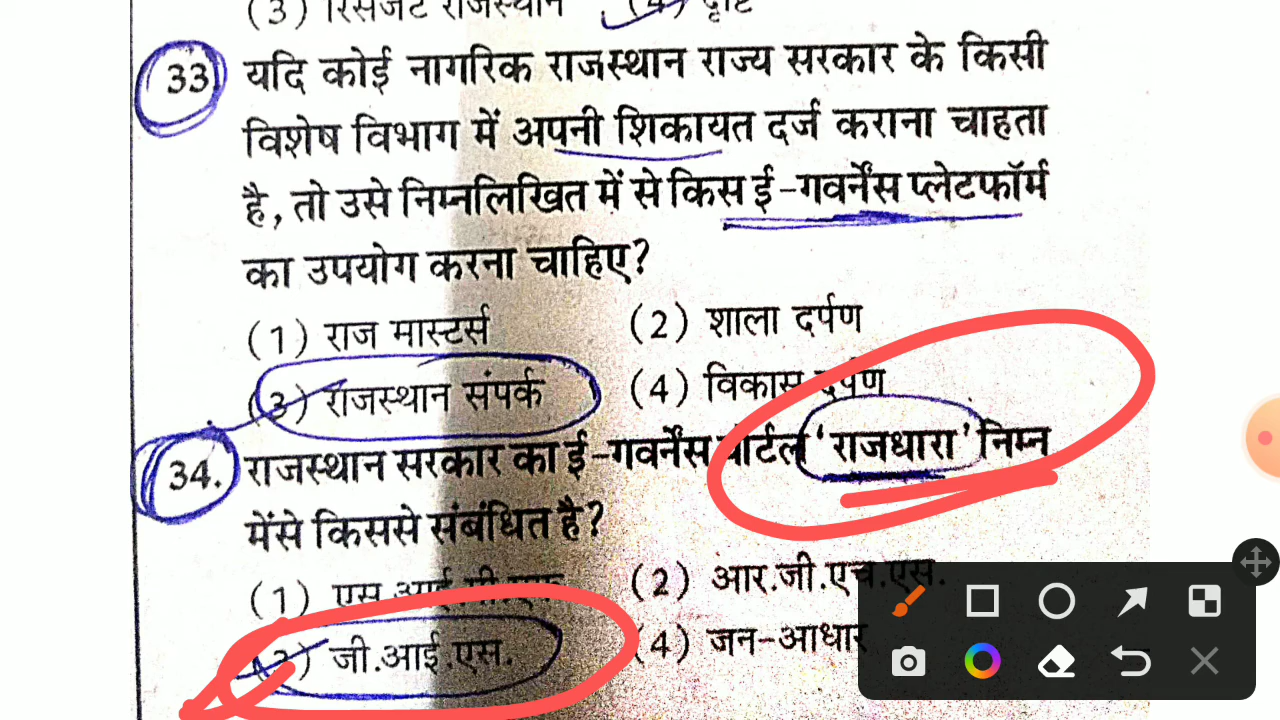 (3) रिसर्जेंट राजस्थान (4) दृष्टि
33 यदि कोई नागरिक राजस्थान राज्य सरकार के किसी
विशेष विभाग में अपनी शिकायत दर्ज कराना चाहता
है, तो उसे निम्नलिखित में से किस ई-गवर्नेंस प्लेटफॉर्म
का उपयोग करना चाहिए?
(1) राज मास्टर्स (2) शाला दर्पण
(3) राजस्थान संपर्क (4) विकास दर्पण
34. राजस्थान सरकार का ई-गवर्नेंस पोर्टल 'राजधारा' निम्न
मेंसे किससे संबंधित है?
(1) (2) आर.जी.एच.एस.
(3) जी.आई.एस. (4) जन-आधार